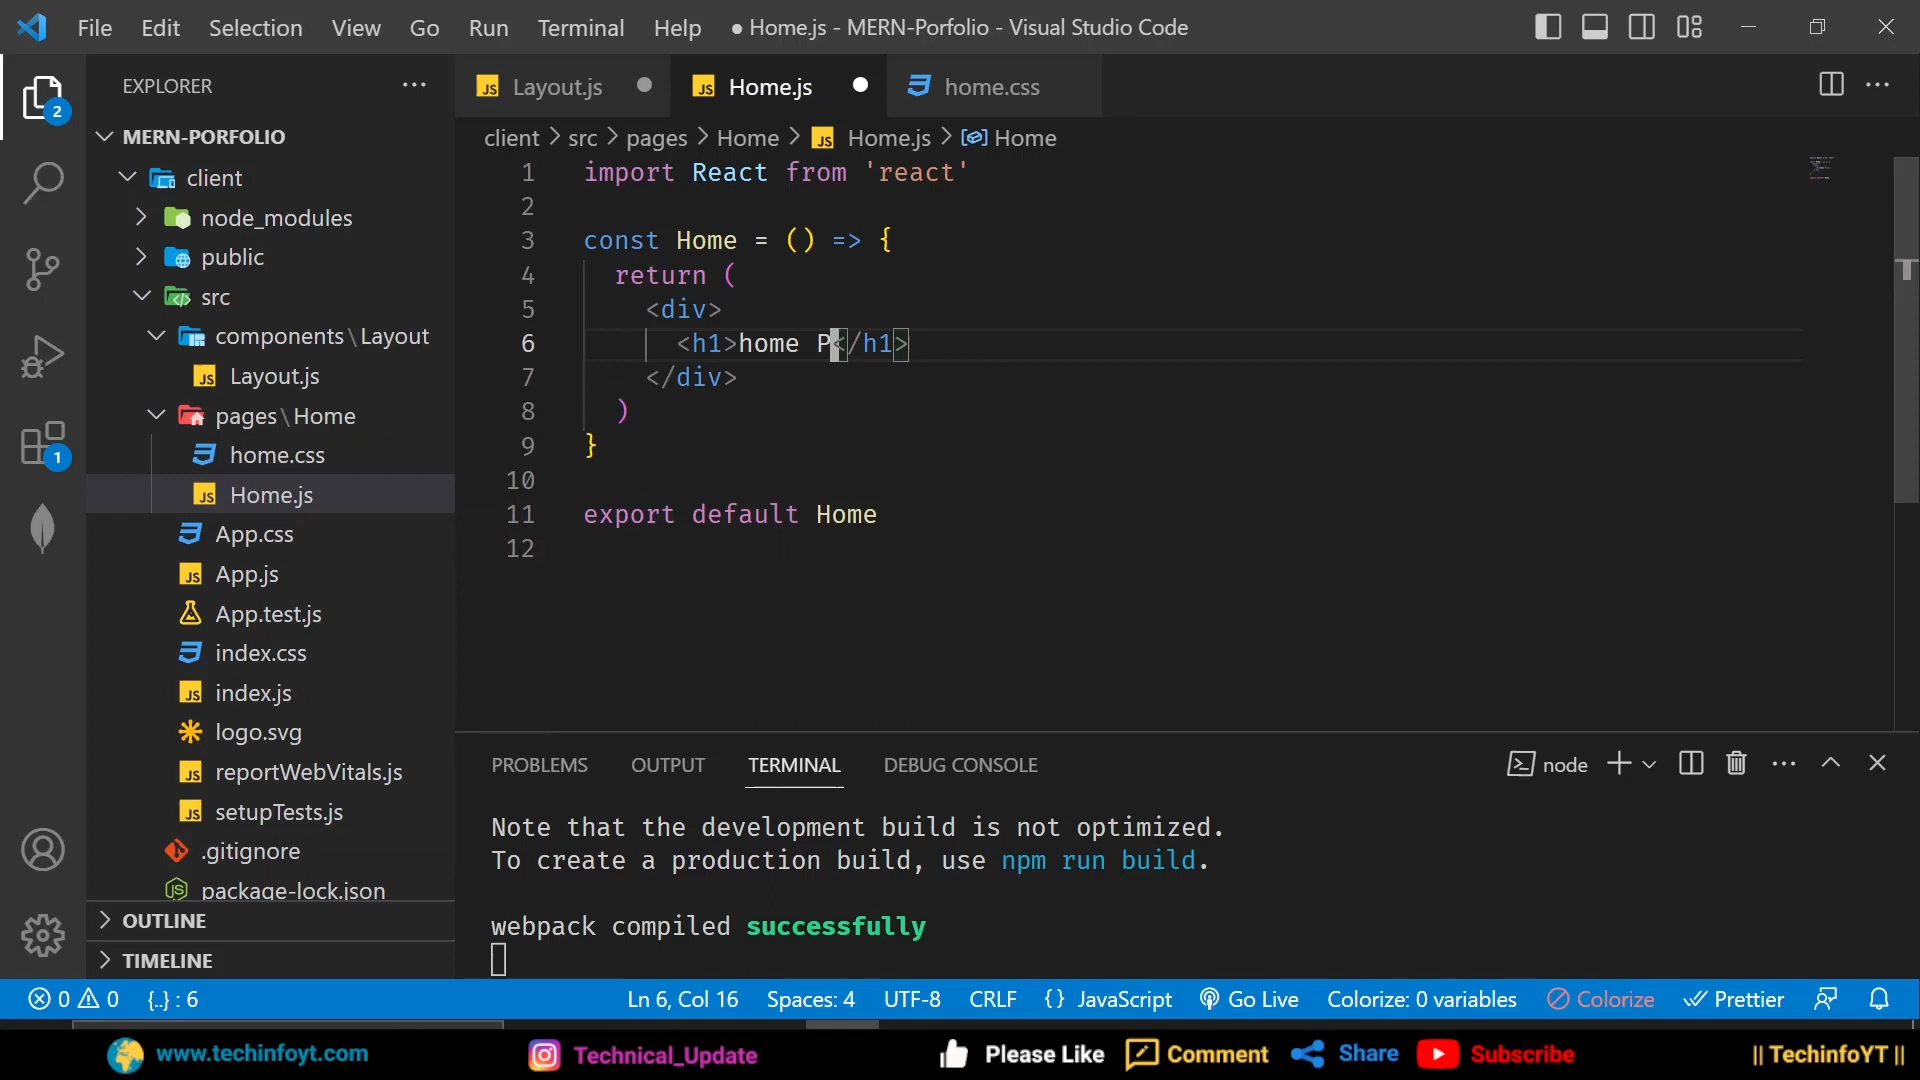 File Edit Selection View Go Run Terminal Help ● Home.js - MERN-Porfolio - Visual Studio Code
EXPLORER
Layout.js
Home.js
home.css
2
MERN-PORFOLIO
client > src > pages > Home > Home.js > Home
client
node_modules
public
src
components\Layout
Layout.js
pages\Home
home.css
Home.js
App.css
App.js
App.test.js
index.css
index.js
logo.svg
reportWebVitals.js
setupTests.js
.gitignore
package-lock.json
OUTLINE
TIMELINE
1
1 import React from 'react'
2
3 const Home = () => {
4 return (
5 <div>
6 <h1>home P</h1>
7 </div>
8 )
9 }
10
11 export default Home
12
PROBLEMS OUTPUT TERMINAL DEBUG CONSOLE
node
Note that the development build is not optimized.
To create a production build, use npm run build.
webpack compiled successfully
0 0 {..} : 6 Ln 6, Col 16 Spaces: 4 UTF-8 CRLF {} JavaScript Go Live Colorize: 0 variables Colorize Prettier
www.techinfoyt.com Technical_Update Please Like Comment Share Subscribe || TechinfoYT ||